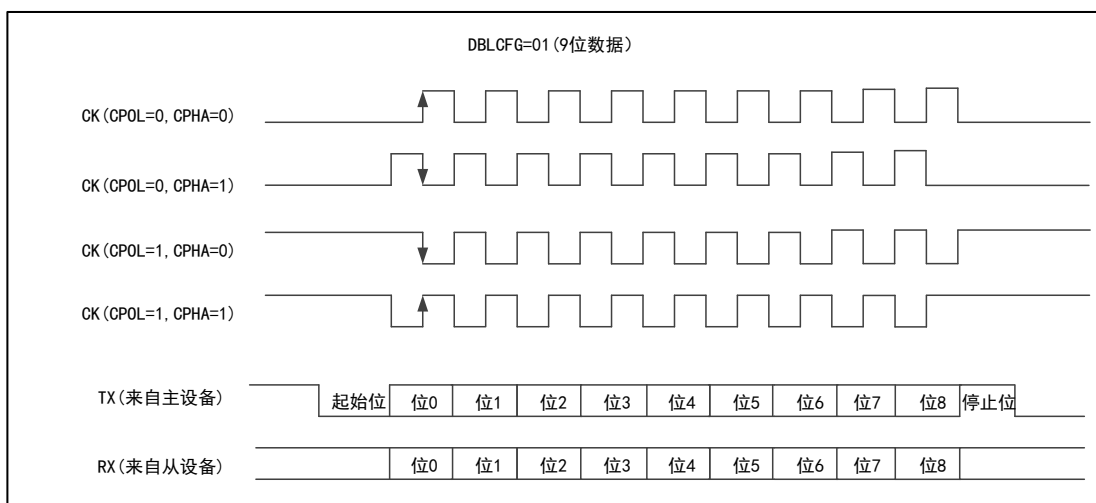 DBLCFG=01(9位数据)
CK(CPOL=0,CPHA=0)
CK(CPOL=0,CPHA=1)
CK(CPOL=1,CPHA=0)
CK(CPOL=1,CPHA=1)
TX(来自主设备) 起始位 位0 位1 位2 位3 位4 位5 位6 位7 位8 停止位
RX(来自从设备) 位0 位1 位2 位3 位4 位5 位6 位7 位8